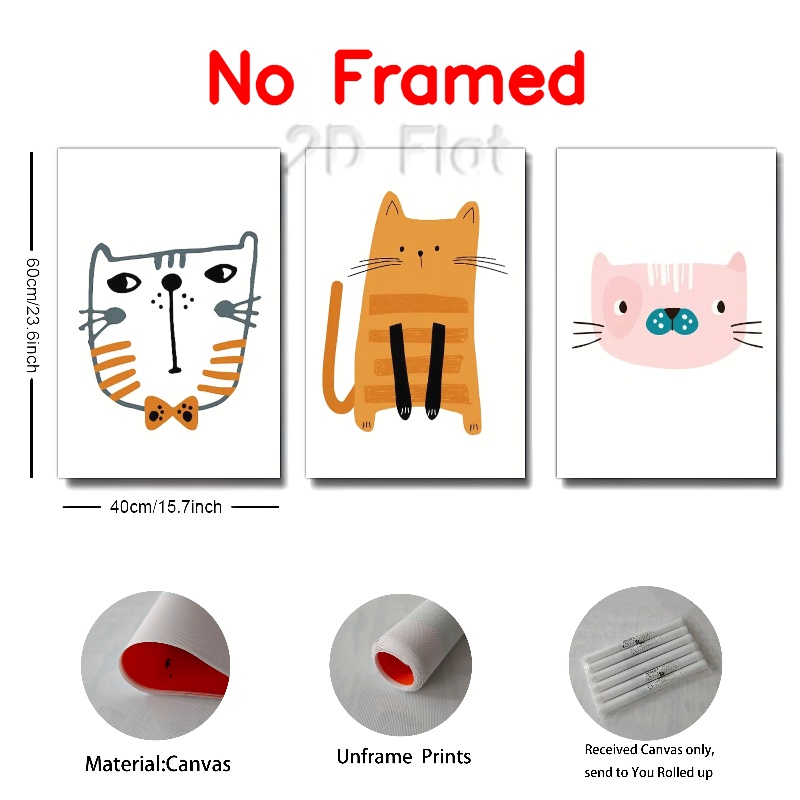 No Framed
2D Flat
60cm/23.6inch
40cm/15.7inch
Material:Canvas
Unframe Prints
Received Canvas only,
send to You Rolled up